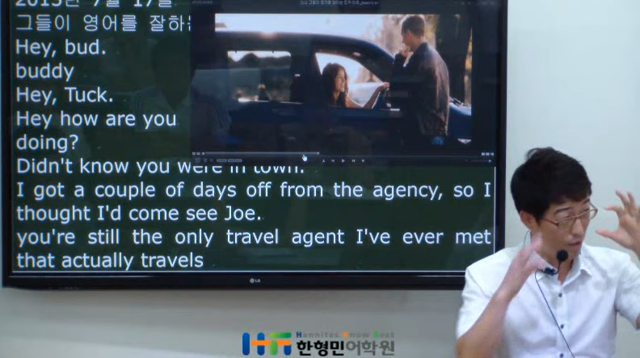 2015년 7월 17일
그들이 영어를 잘하
Hey, bud.
buddy
Hey, Tuck.
Hey how are you
doing?
Didn't know you were in town.
I got a couple of days off from the agency, so I
thought I'd come see Joe.
you're still the only travel agent I've ever met
that actually travels
LG
한형민어학원